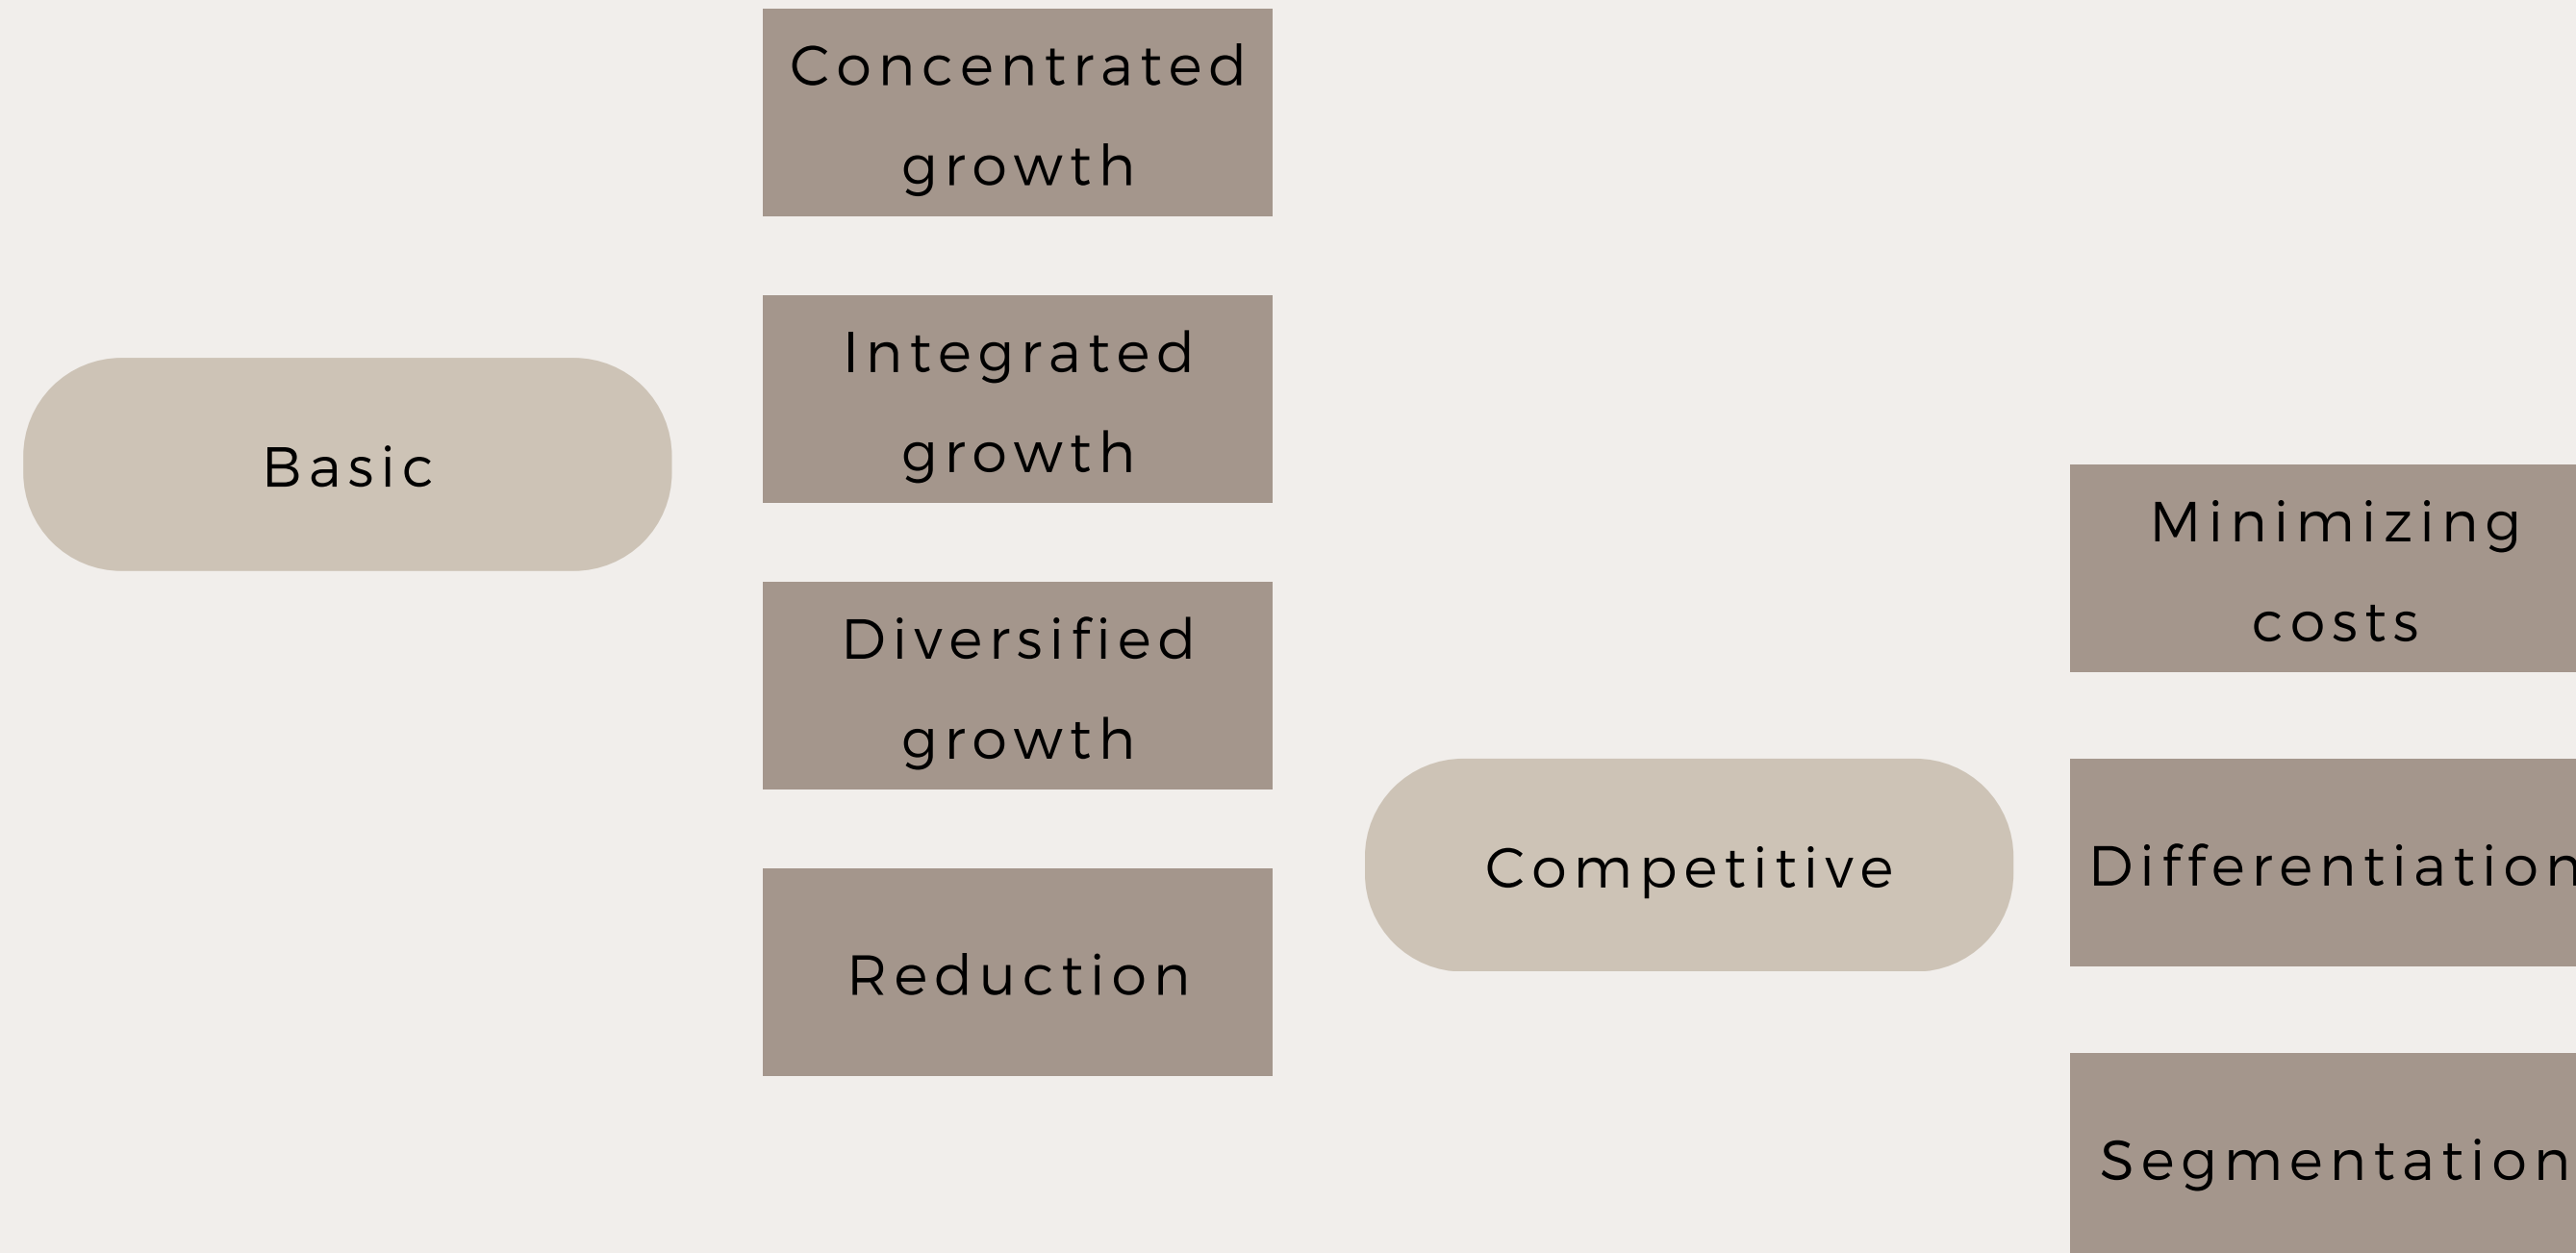 Concentrated
growth
Integrated
growth
Basic
Diversified
growth
Reduction
Minimizing
costs
Competitive
Differentiation
Segmentation